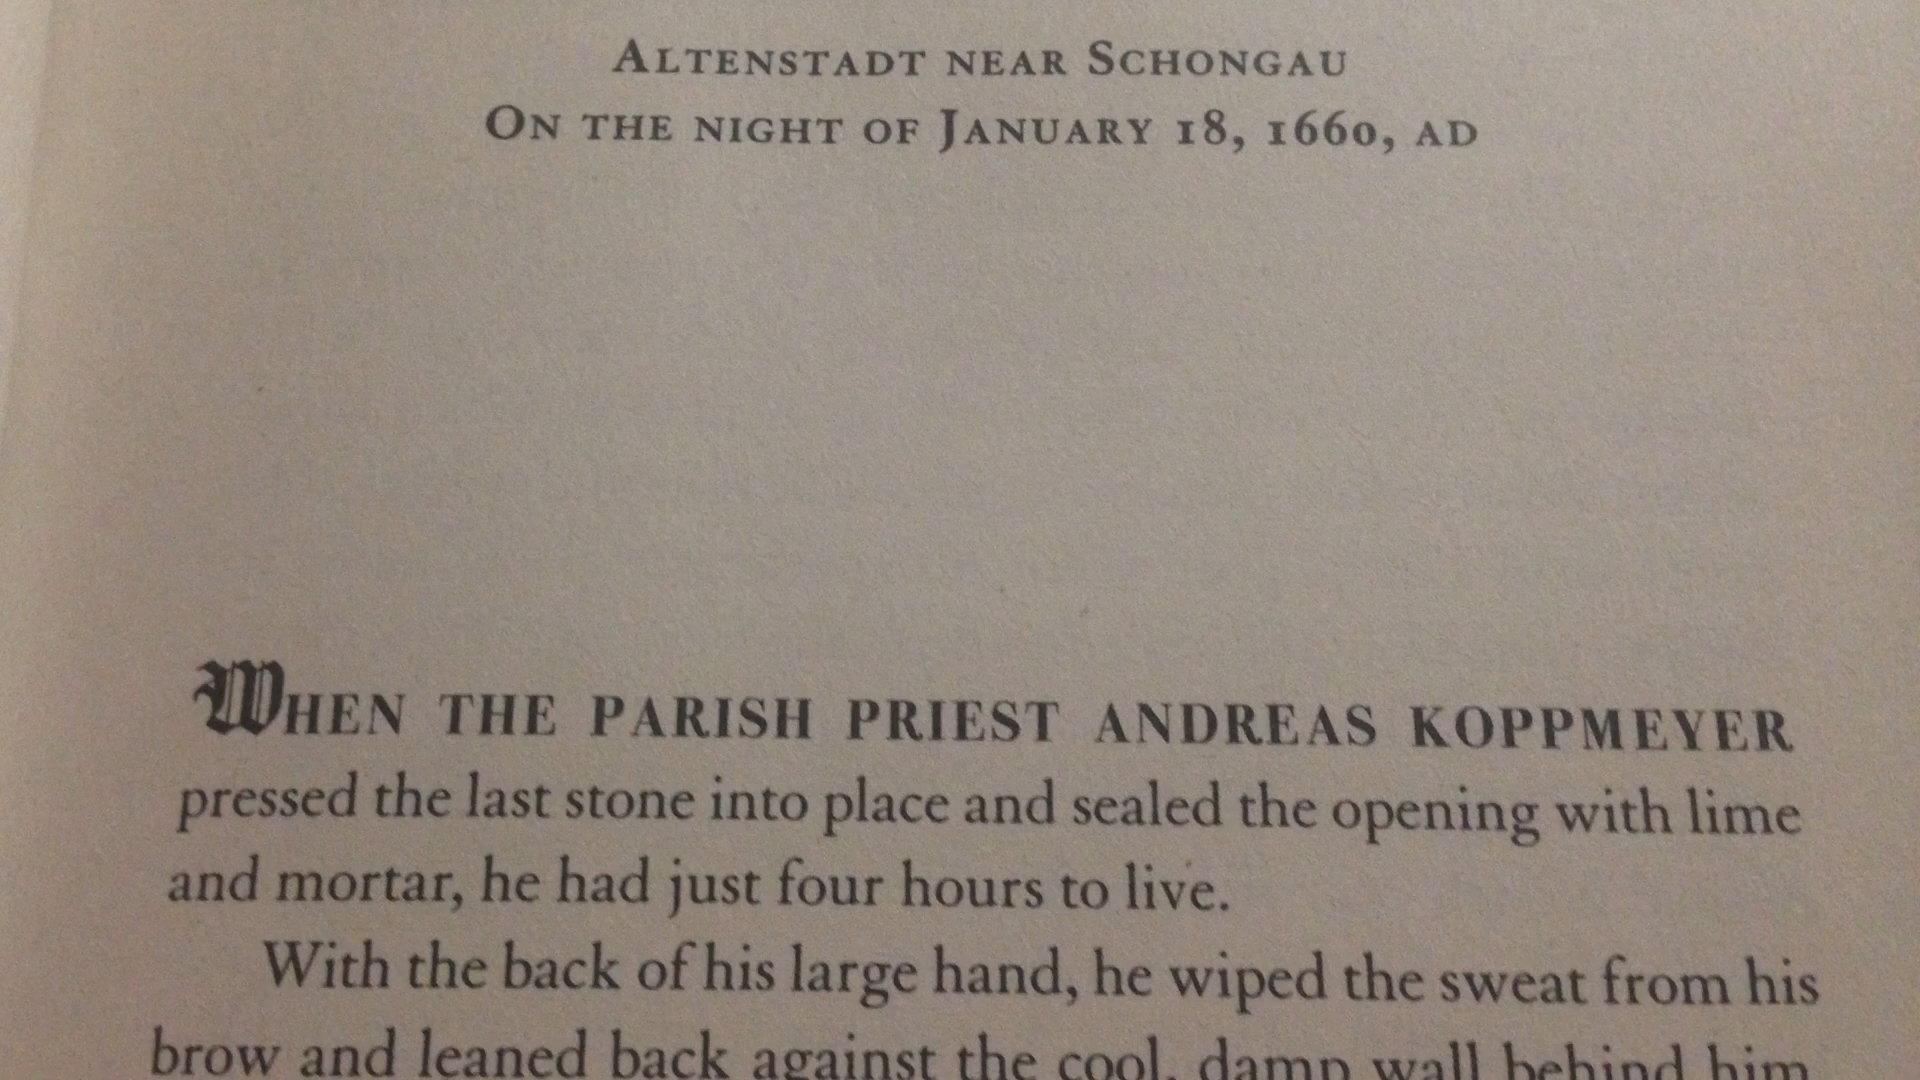 Altenstadt near Schongau
On the night of January 18, 1660, AD
When the parish priest Andreas Koppmeyer
pressed the last stone into place and sealed the opening with lime
and mortar, he had just four hours to live.
With the back of his large hand, he wiped the sweat from his
brow and leaned back against the cool, damp wall behind him